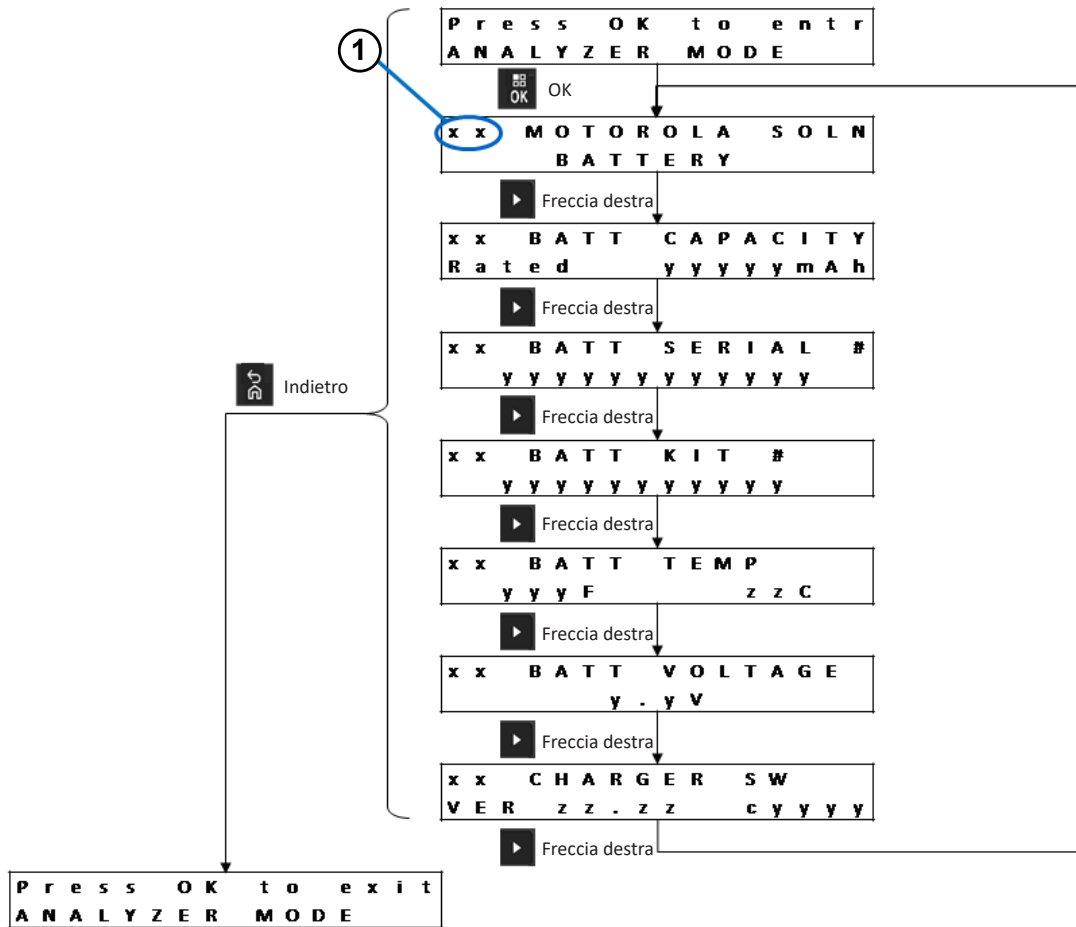 Press OK to entr
ANALYZER MODE
1
OK
OK
xx MOTOROLA SOLN
BATTERY
Freccia destra
xx BATT CAPACITY
Rated yyyyymAh
Freccia destra
xx BATT SERIAL #
yyyyyyyyyyyy
Freccia destra
Indietro
xx BATT KIT #
yyyyyyyyyyy
Freccia destra
xx BATT TEMP
yyyF zzC
Freccia destra
xx BATT VOLTAGE
y.yV
Freccia destra
xx CHARGER SW
VER zz.zz cyyyy
Freccia destra
Press OK to exit
ANALYZER MODE